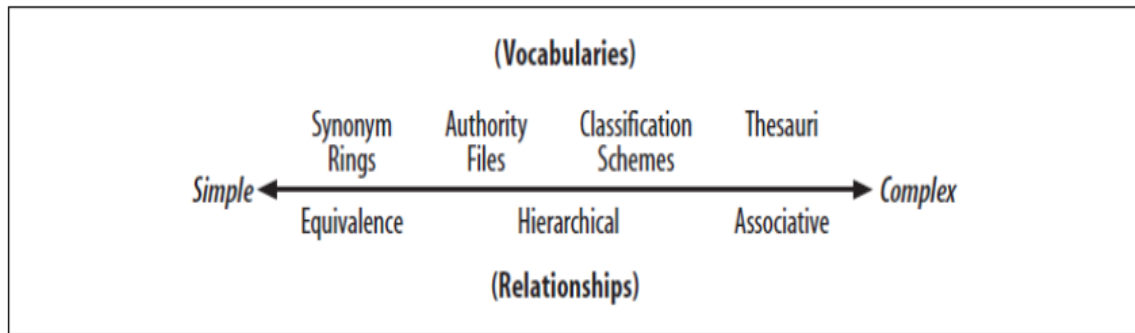 (Vocabularies)
Synonym Authority Classification Thesauri
Rings Files Schemes
Simple Complex
Equivalence Hierarchical Associative
(Relationships)